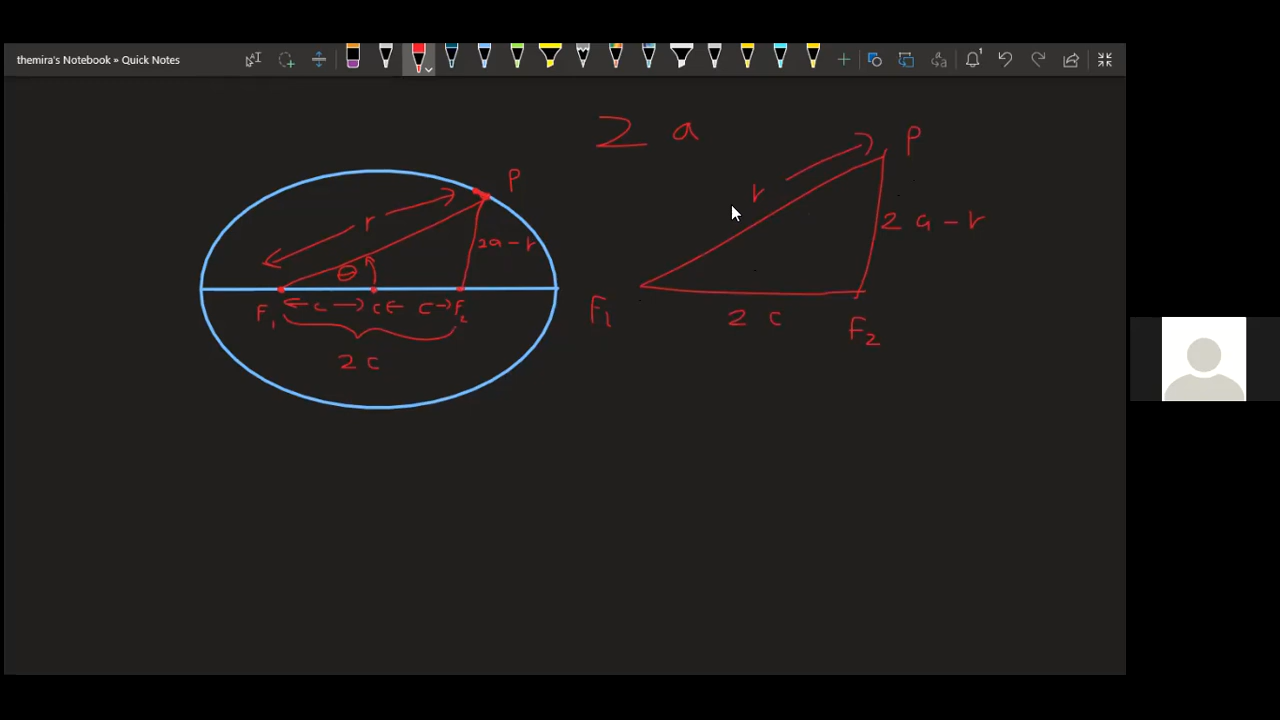 themira's Notebook » Quick Notes
2 a
P
r
θ
2a-r
F1 ← c → c ← c → F2
2 c
P
r
2 a - r
F1
2 c
F2